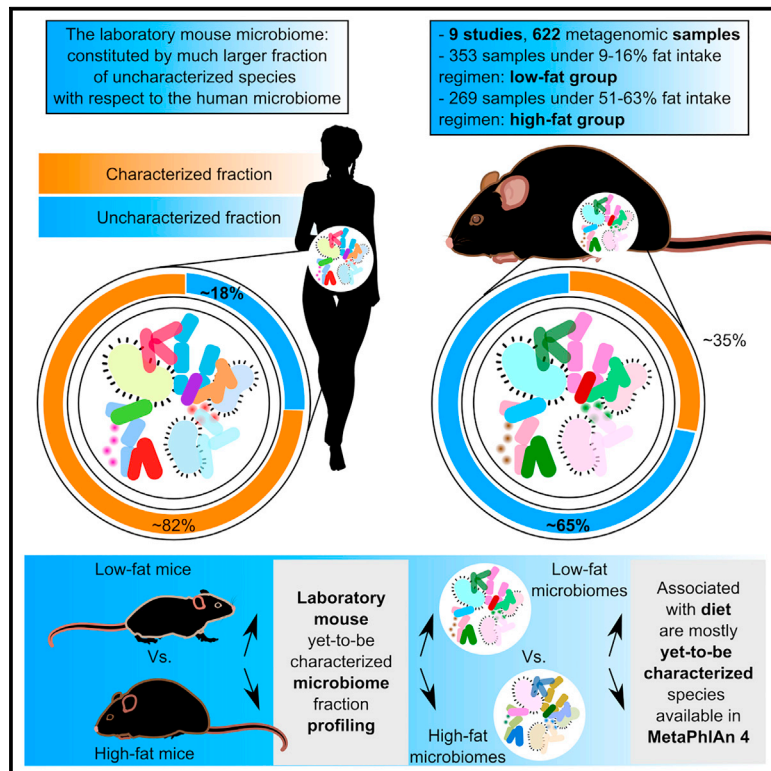 The laboratory mouse microbiome:
constituted by much larger fraction
of uncharacterized species
with respect to the human microbiome
- 9 studies, 622 metagenomic samples
- 353 samples under 9-16% fat intake
regimen: low-fat group
- 269 samples under 51-63% fat intake
regimen: high-fat group
Characterized fraction
Uncharacterized fraction
~18%
~82%
~35%
~65%
Low-fat mice
Vs.
High-fat mice
Laboratory
mouse
yet-to-be
characterized
microbiome
fraction
profiling
Low-fat
microbiomes
Vs.
High-fat
microbiomes
Associated
with diet
are mostly
yet-to-be
characterized
species
available in
MetaPhlAn 4